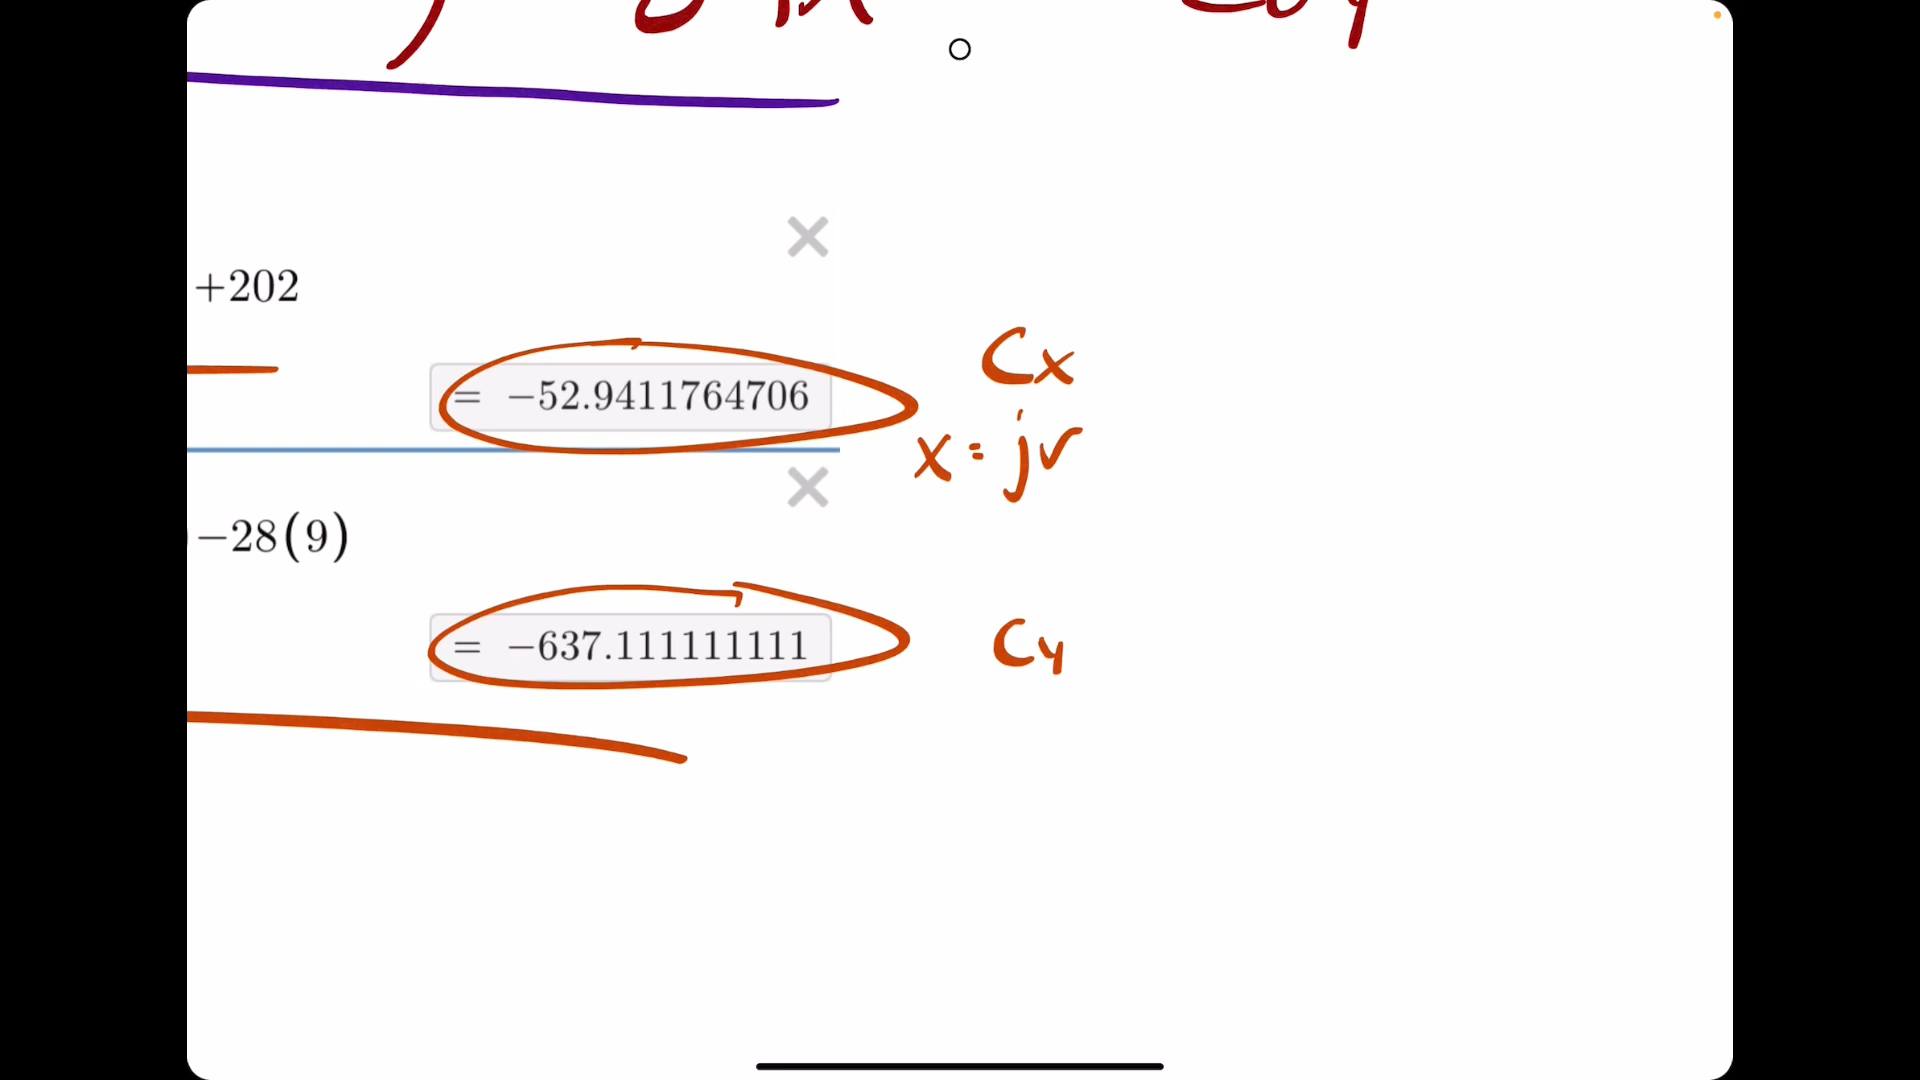 +202
= −52.9411764706
Cx
x = jr
−28(9)
= −637.111111111
Cy